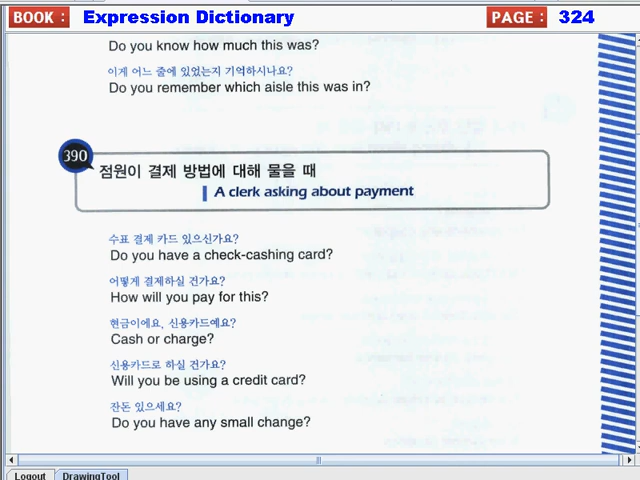 BOOK : Expression Dictionary PAGE : 324
Do you know how much this was?
이게 어느 줄에 있었는지 기억하시나요?
Do you remember which aisle this was in?
390
점원이 결제 방법에 대해 물을 때
A clerk asking about payment
수표 결제 카드 있으신가요?
Do you have a check-cashing card?
어떻게 결제하실 건가요?
How will you pay for this?
현금이에요, 신용카드예요?
Cash or charge?
신용카드로 하실 건가요?
Will you be using a credit card?
잔돈 있으세요?
Do you have any small change?
Logout DrawingTool